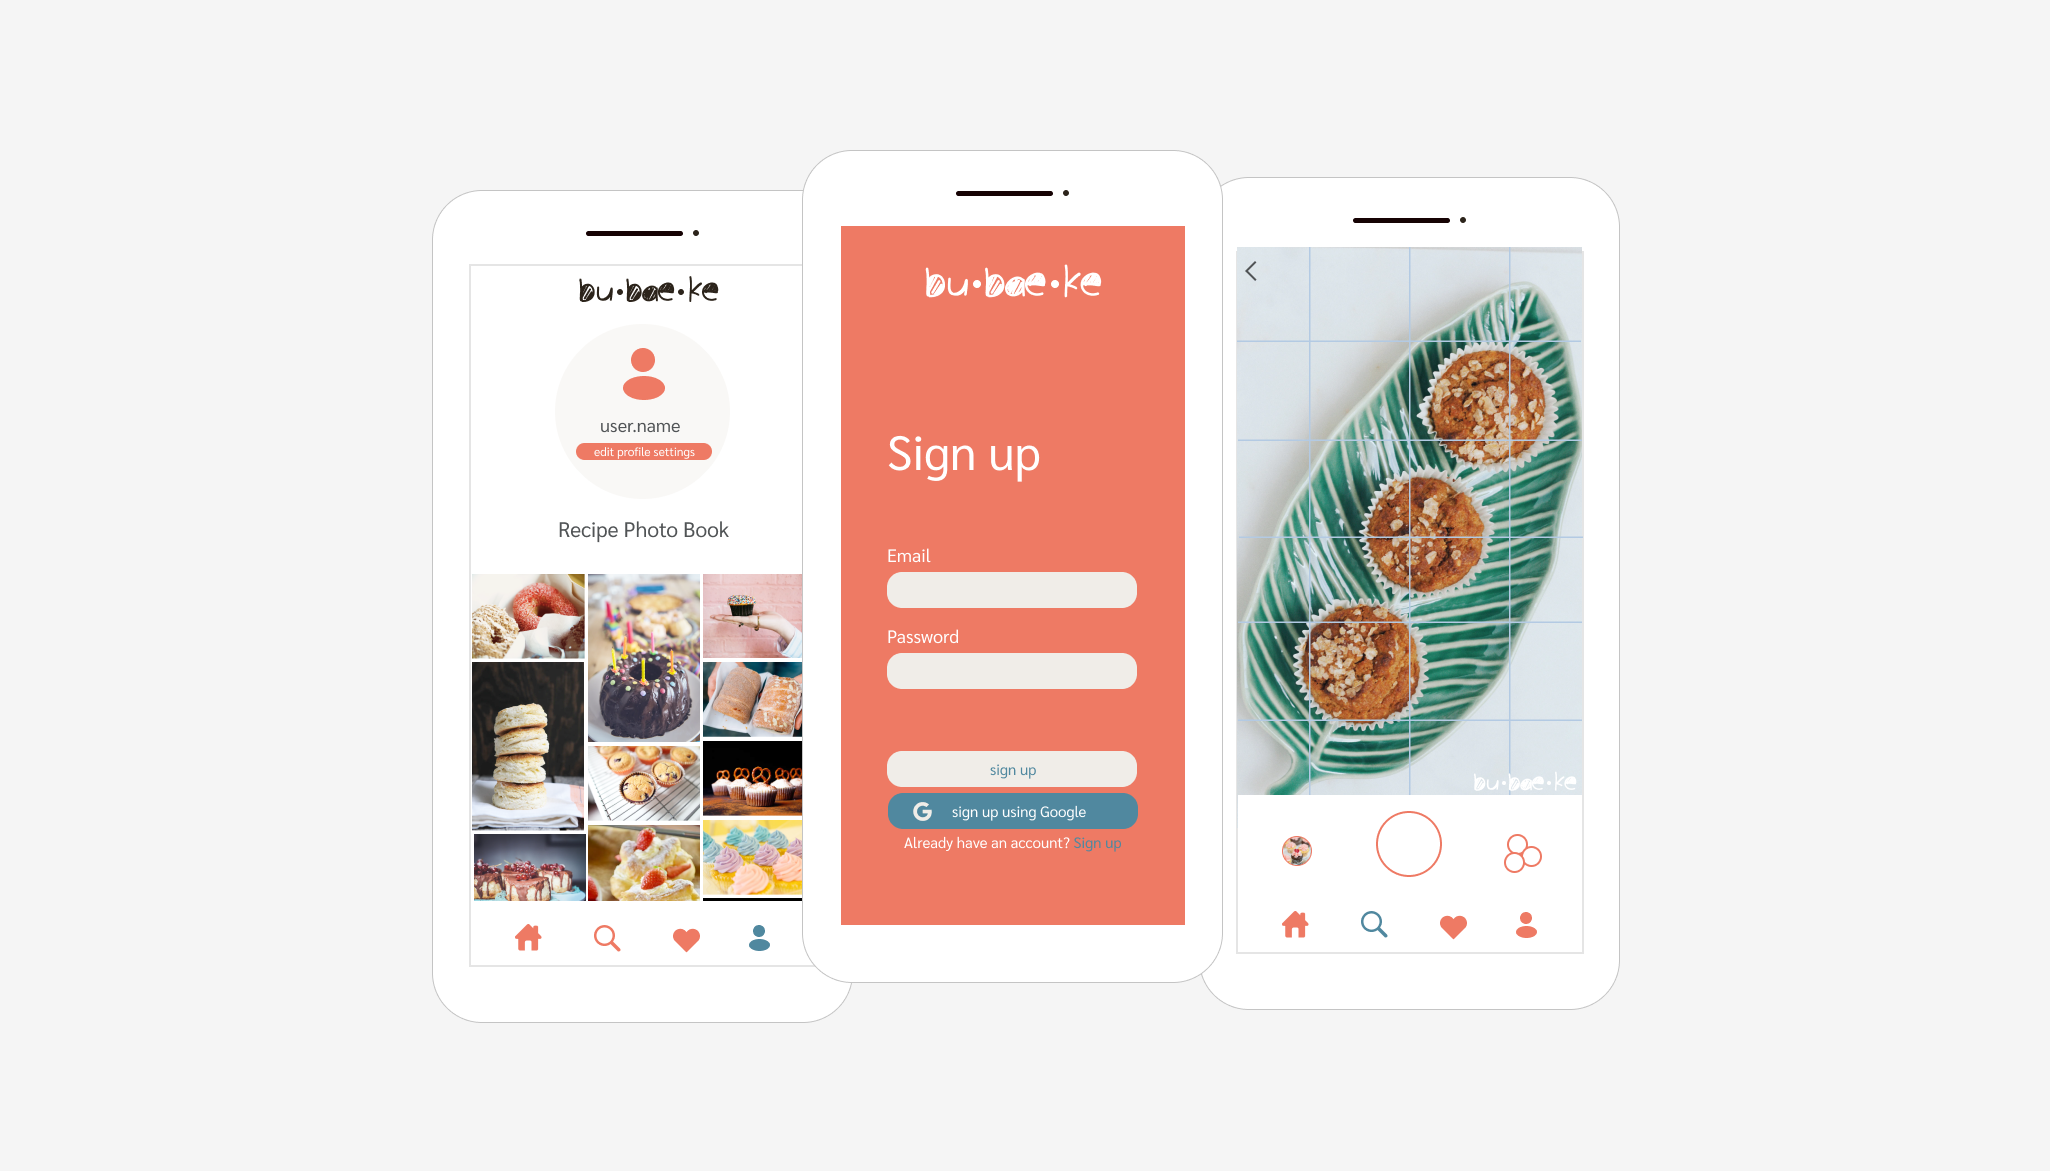 bu•bae•ke
user.name
edit profile settings
Recipe Photo Book
bu•bae•ke
Sign up
Email
Password
sign up
G sign up using Google
Already have an account? Sign up
bu•bae•ke